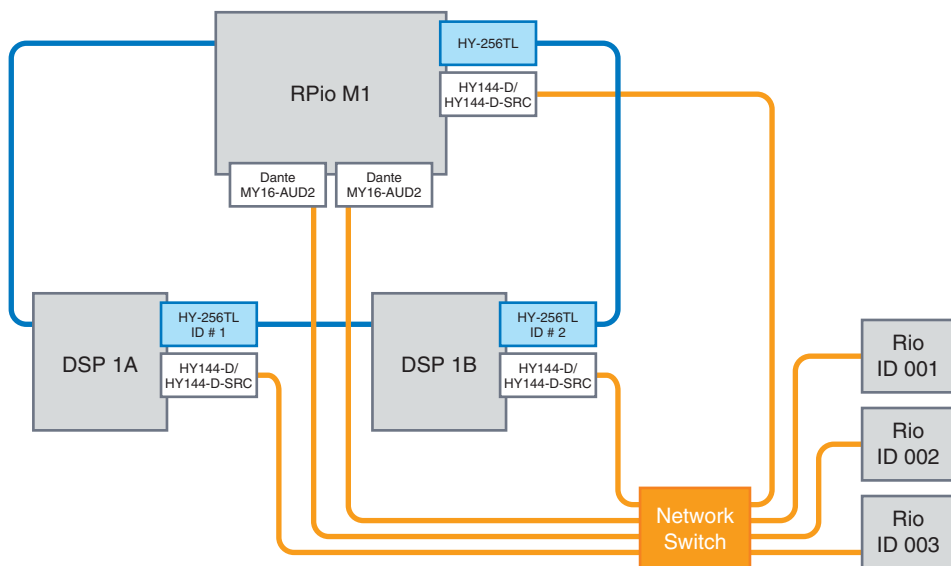 HY-256TL
RPio M1
HY144-D/
HY144-D-SRC
Dante
MY16-AUD2
Dante
MY16-AUD2
DSP 1A
HY-256TL
ID # 1
HY144-D/
HY144-D-SRC
DSP 1B
HY-256TL
ID # 2
HY144-D/
HY144-D-SRC
Rio
ID 001
Rio
ID 002
Network
Switch
Rio
ID 003